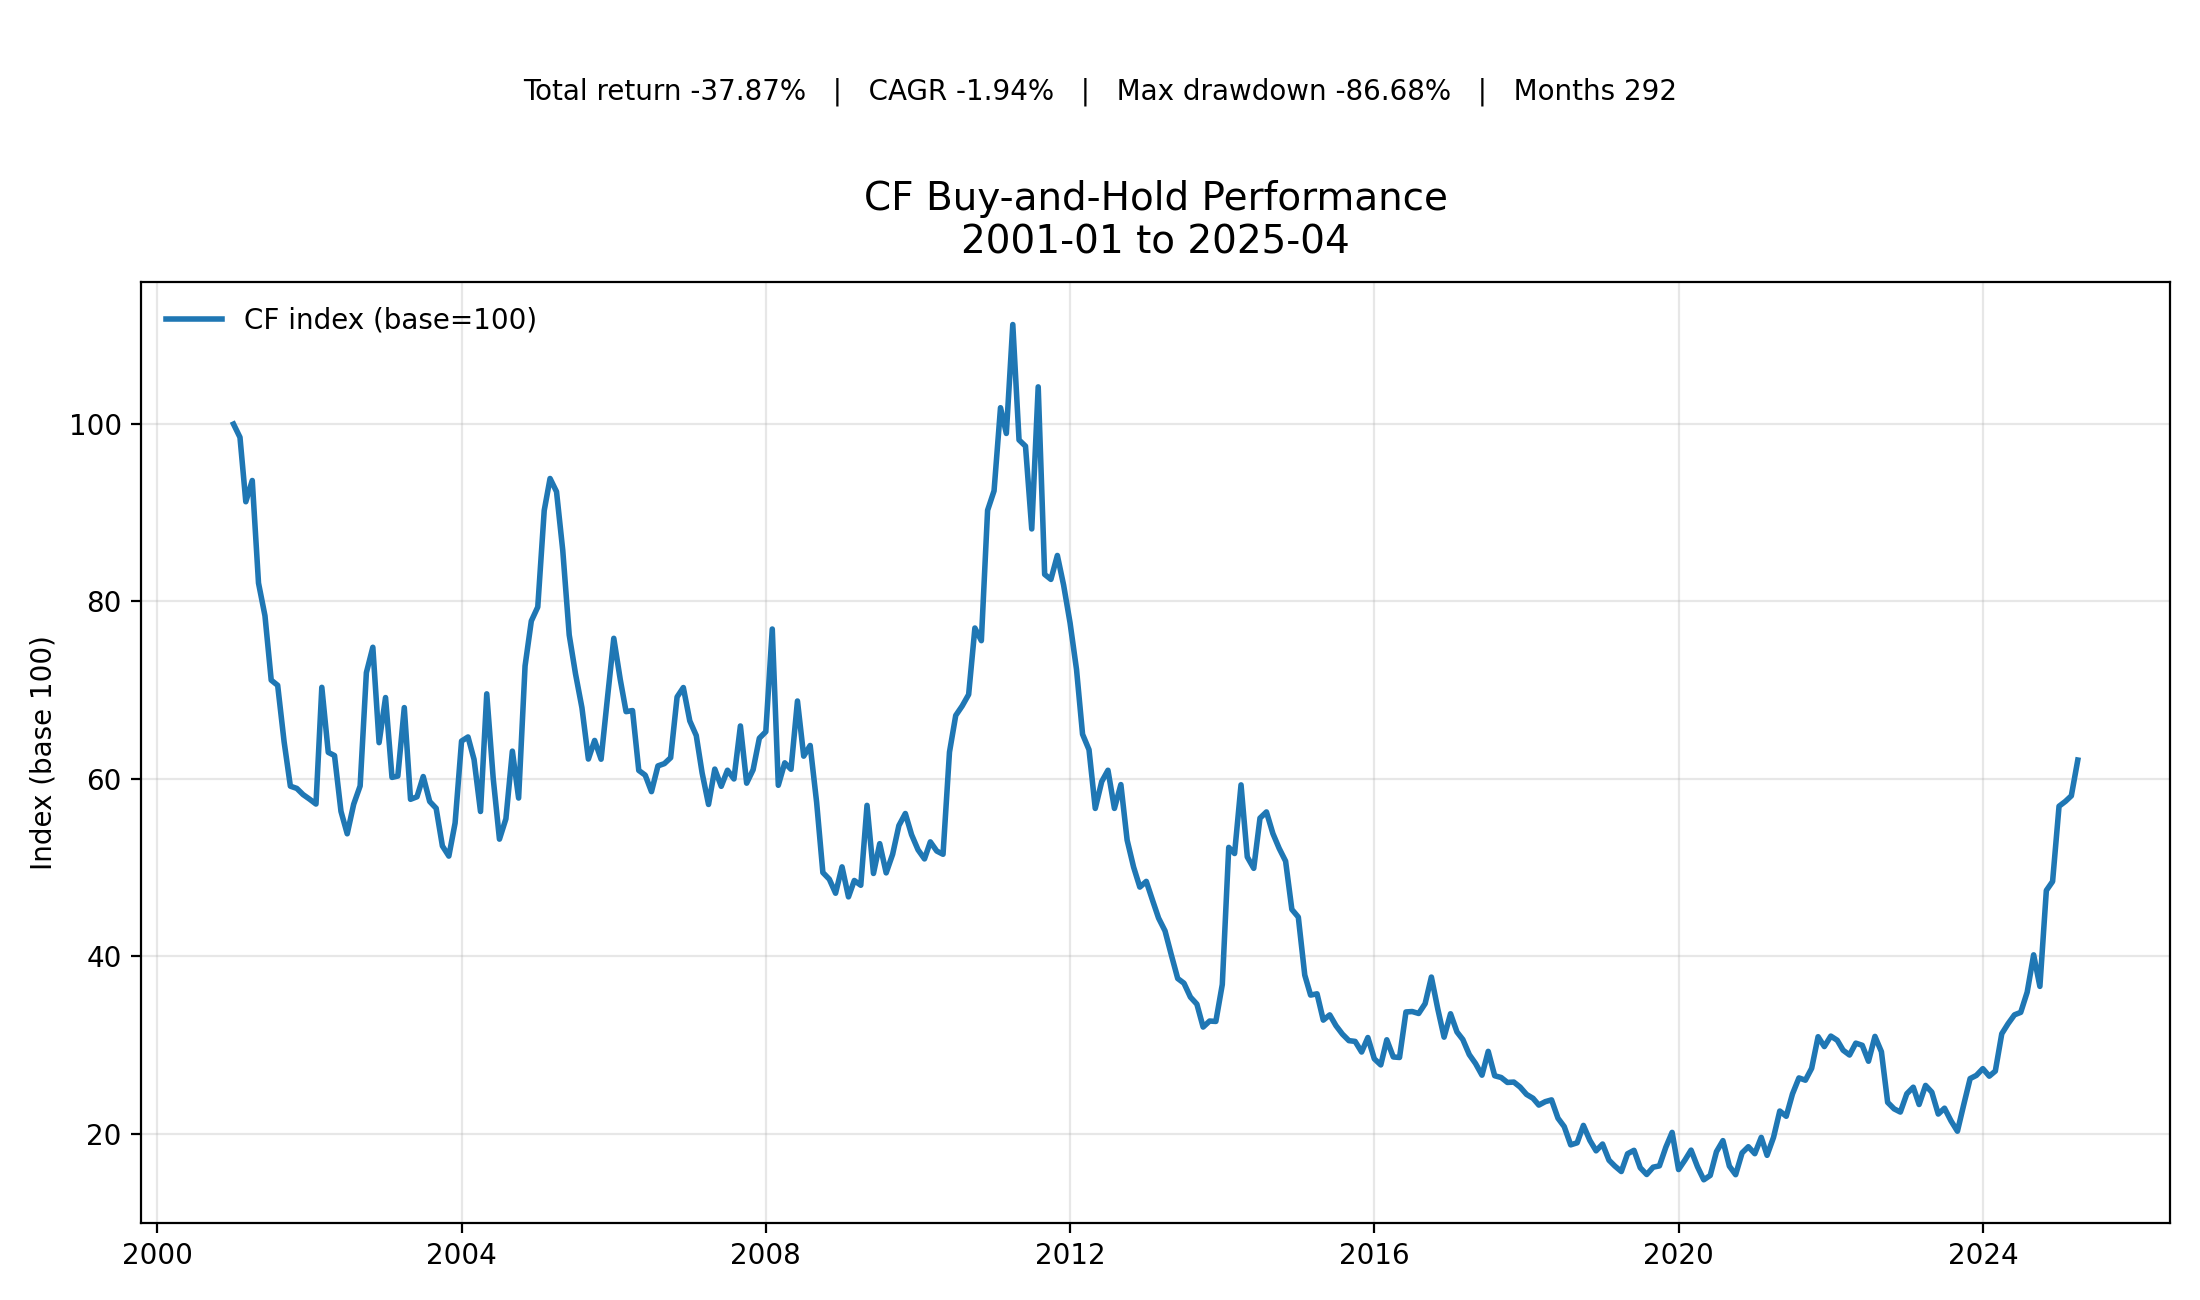 Total return -37.87%   |   CAGR -1.94%   |   Max drawdown -86.68%   |   Months 292
CF Buy-and-Hold Performance
2001-01 to 2025-04
CF index (base=100)
Index (base 100)
100
80
60
40
20
2000
2004
2008
2012
2016
2020
2024